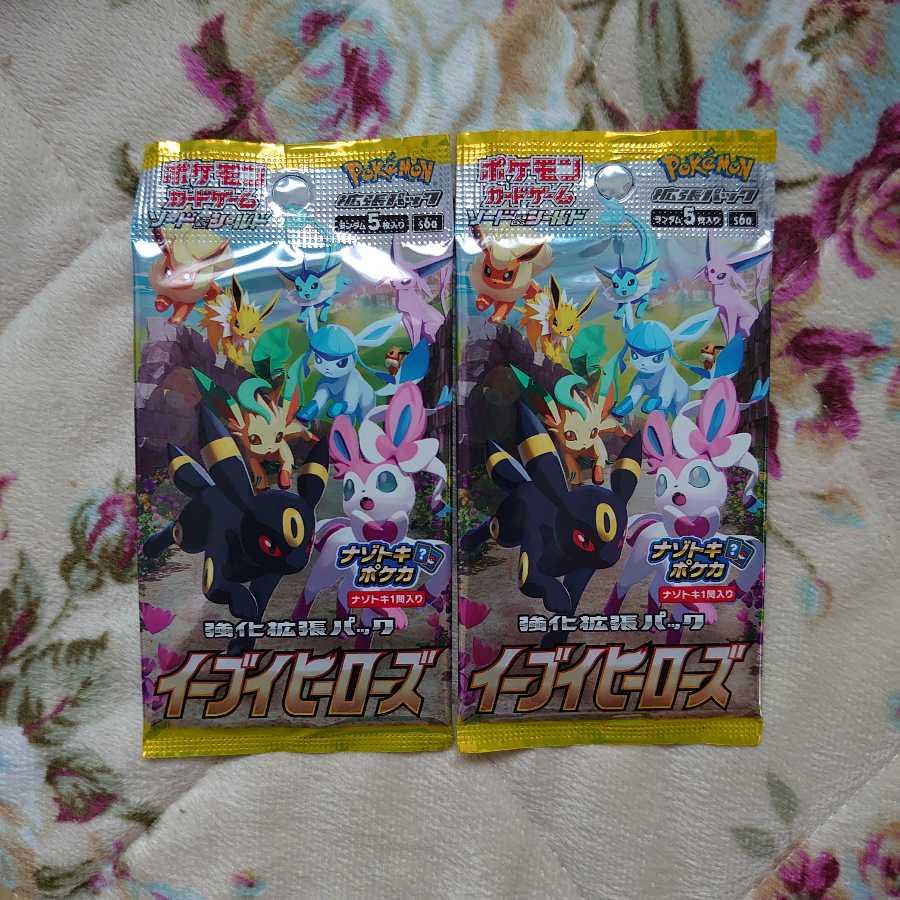 ポケモン
カードゲーム
ソード&シールド
POKÉMON
拡張パック
ランダム5枚入り
S6a
ナゾトキ
ポケカ
?
ナゾトキ1問入り
強化拡張パック
イーブイヒーローズ
ポケモン
カードゲーム
ソード&シールド
POKÉMON
拡張パック
ランダム5枚入り
S6a
ナゾトキ
ポケカ
?
ナゾトキ1問入り
強化拡張パック
イーブイヒーローズ